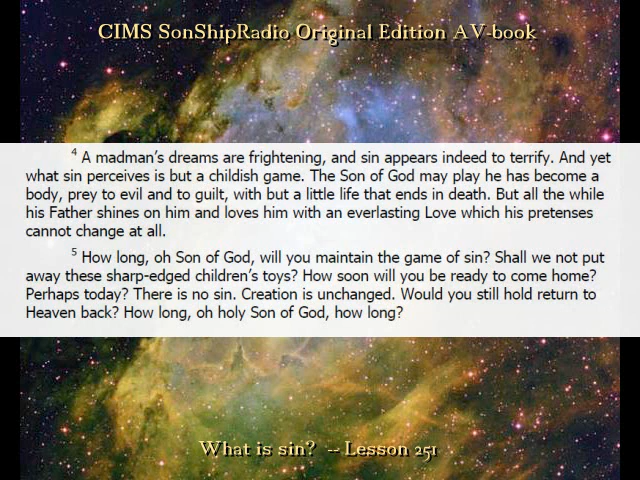 CIMS SonShipRadio Original Edition AV-book
4 A madman's dreams are frightening, and sin appears indeed to terrify. And yet
what sin perceives is but a childish game. The Son of God may play he has become a
body, prey to evil and to guilt, with but a little life that ends in death. But all the while
his Father shines on him and loves him with an everlasting Love which his pretenses
cannot change at all.
5 How long, oh Son of God, will you maintain the game of sin? Shall we not put
away these sharp-edged children's toys? How soon will you be ready to come home?
Perhaps today? There is no sin. Creation is unchanged. Would you still hold return to
Heaven back? How long, oh holy Son of God, how long?
What is sin? -- Lesson 251